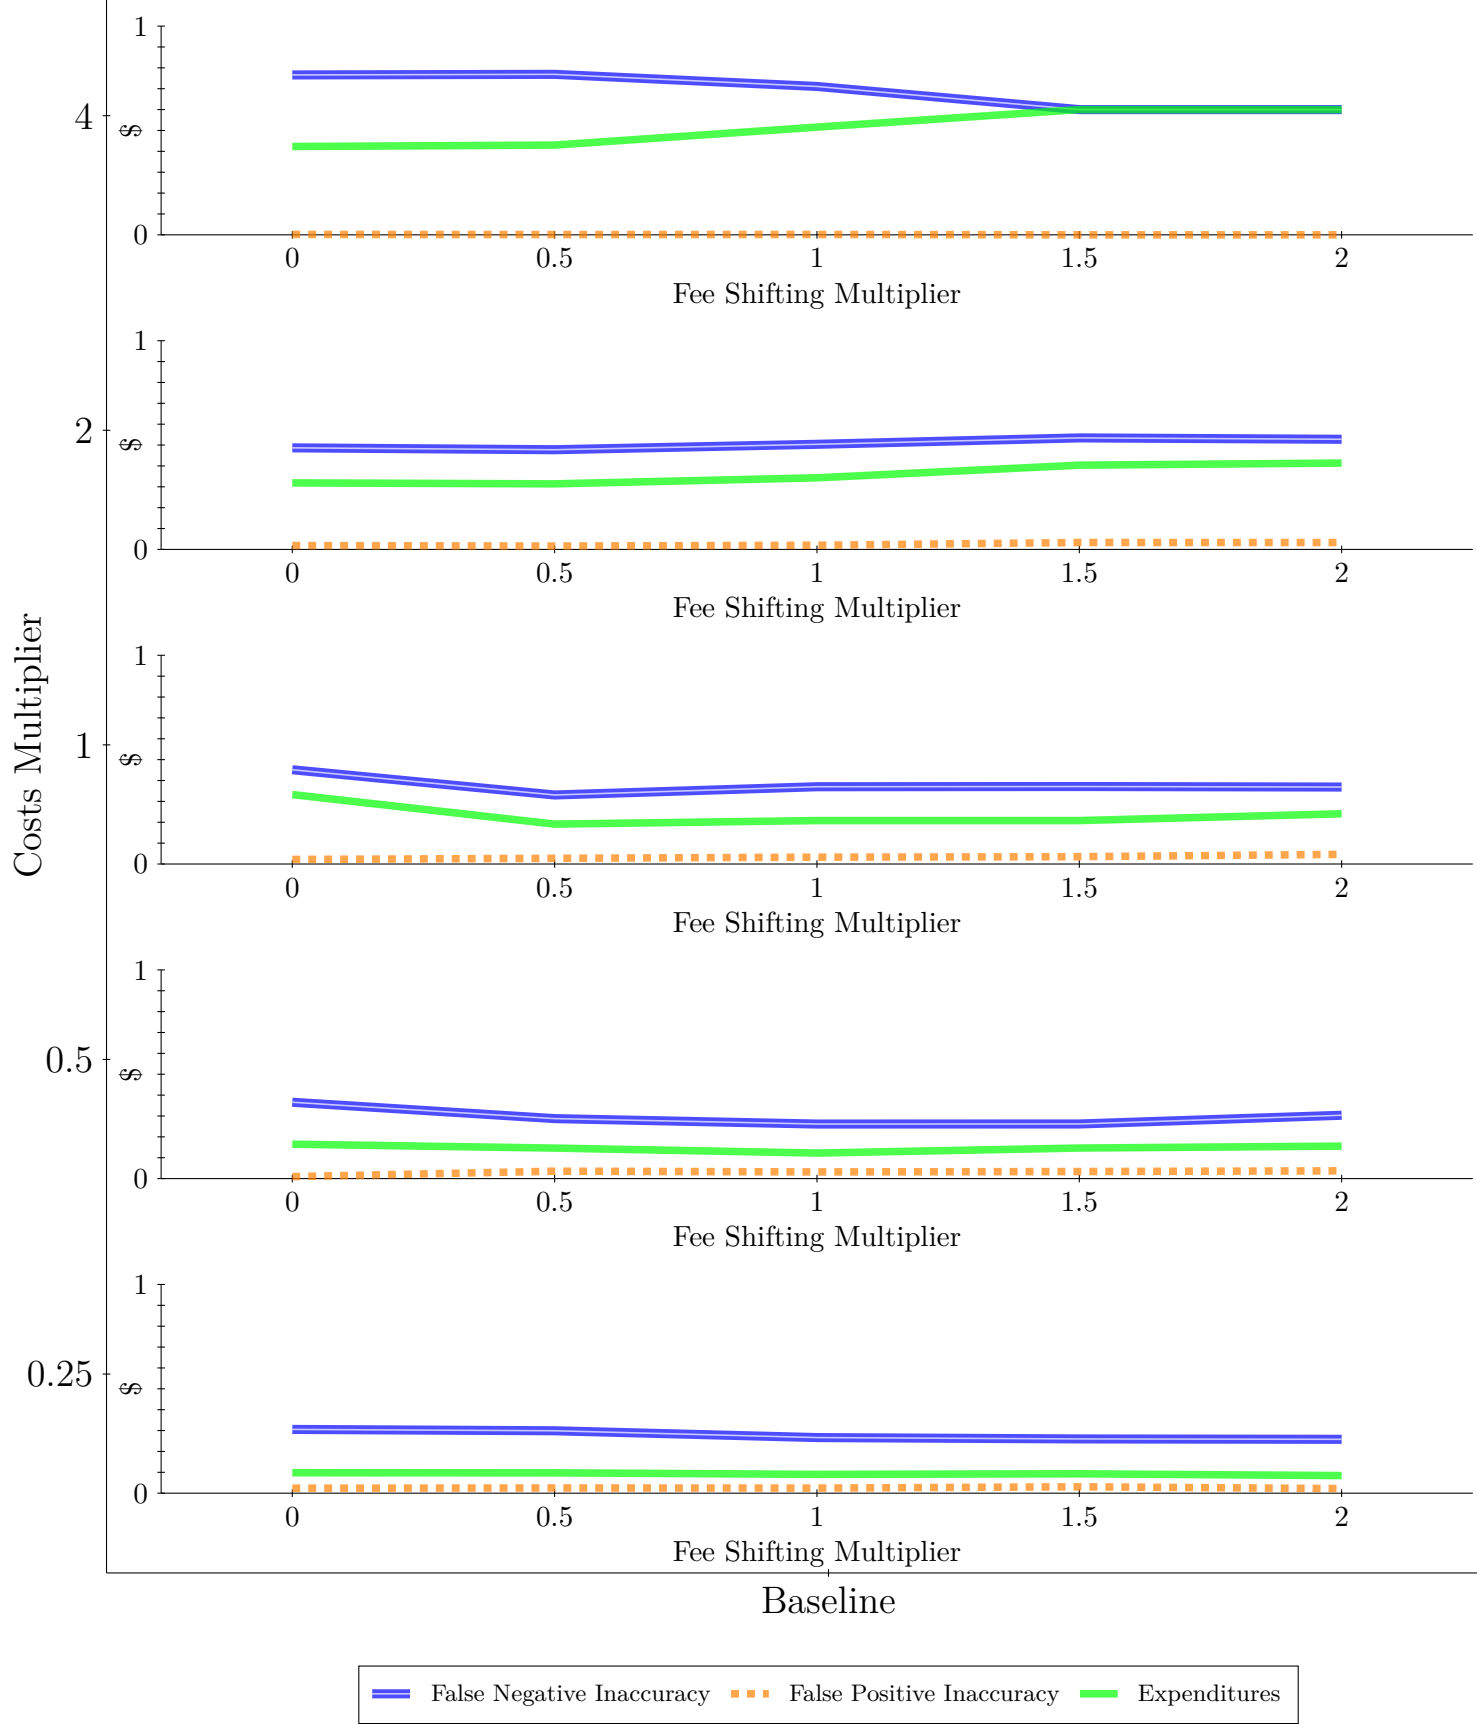 Costs Multiplier
4
$
1
0
0 0.5 1 1.5 2
Fee Shifting Multiplier
2
$
1
0
0 0.5 1 1.5 2
Fee Shifting Multiplier
1
$
1
0
0 0.5 1 1.5 2
Fee Shifting Multiplier
0.5
$
1
0
0 0.5 1 1.5 2
Fee Shifting Multiplier
0.25
$
1
0
0 0.5 1 1.5 2
Fee Shifting Multiplier
Baseline
False Negative Inaccuracy False Positive Inaccuracy Expenditures